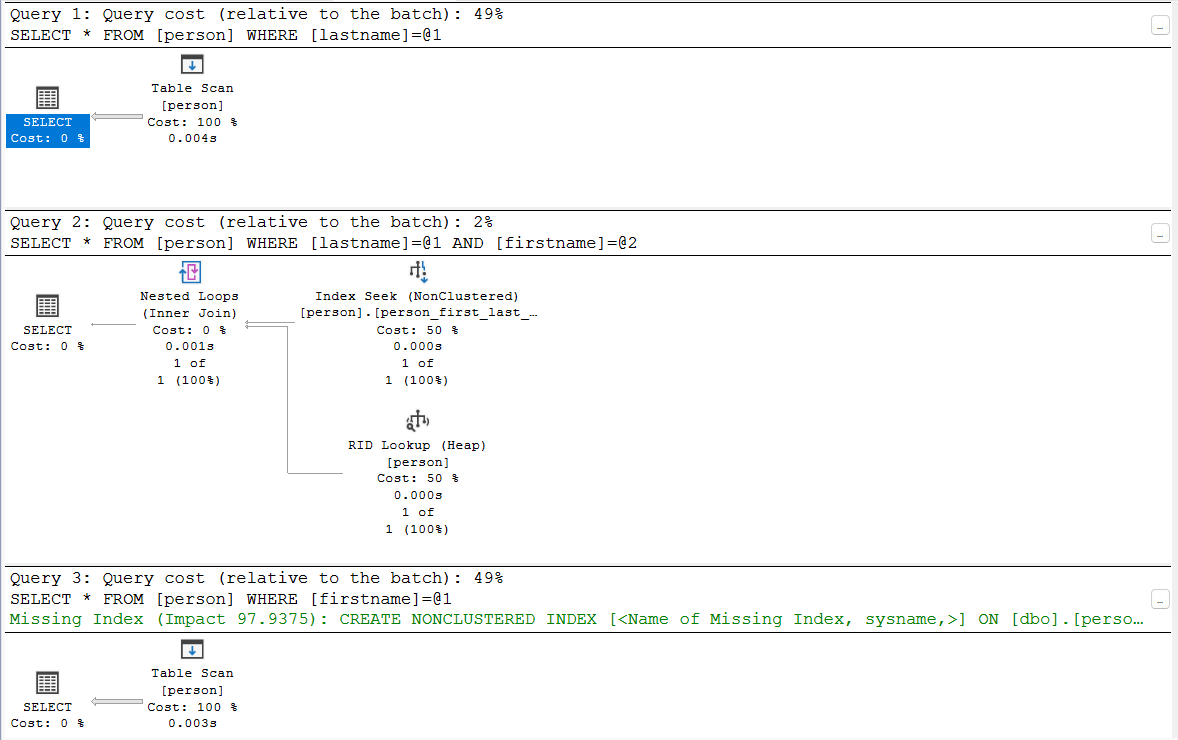 Query 1: Query cost (relative to the batch): 49%
SELECT * FROM [person] WHERE [lastname]=@1
Table Scan
[person]
Cost: 100 %
0.004s
SELECT
Cost: 0 %
Query 2: Query cost (relative to the batch): 2%
SELECT * FROM [person] WHERE [lastname]=@1 AND [firstname]=@2
Nested Loops
(Inner Join)
Cost: 0 %
0.001s
1 of
1 (100%)
Index Seek (NonClustered)
[person].[person_first_last_…
Cost: 50 %
0.000s
1 of
1 (100%)
SELECT
Cost: 0 %
RID Lookup (Heap)
[person]
Cost: 50 %
0.000s
1 of
1 (100%)
Query 3: Query cost (relative to the batch): 49%
SELECT * FROM [person] WHERE [firstname]=@1
Missing Index (Impact 97.9375): CREATE NONCLUSTERED INDEX [<Name of Missing Index, sysname,>] ON [dbo].[perso…
Table Scan
[person]
Cost: 100 %
0.003s
SELECT
Cost: 0 %